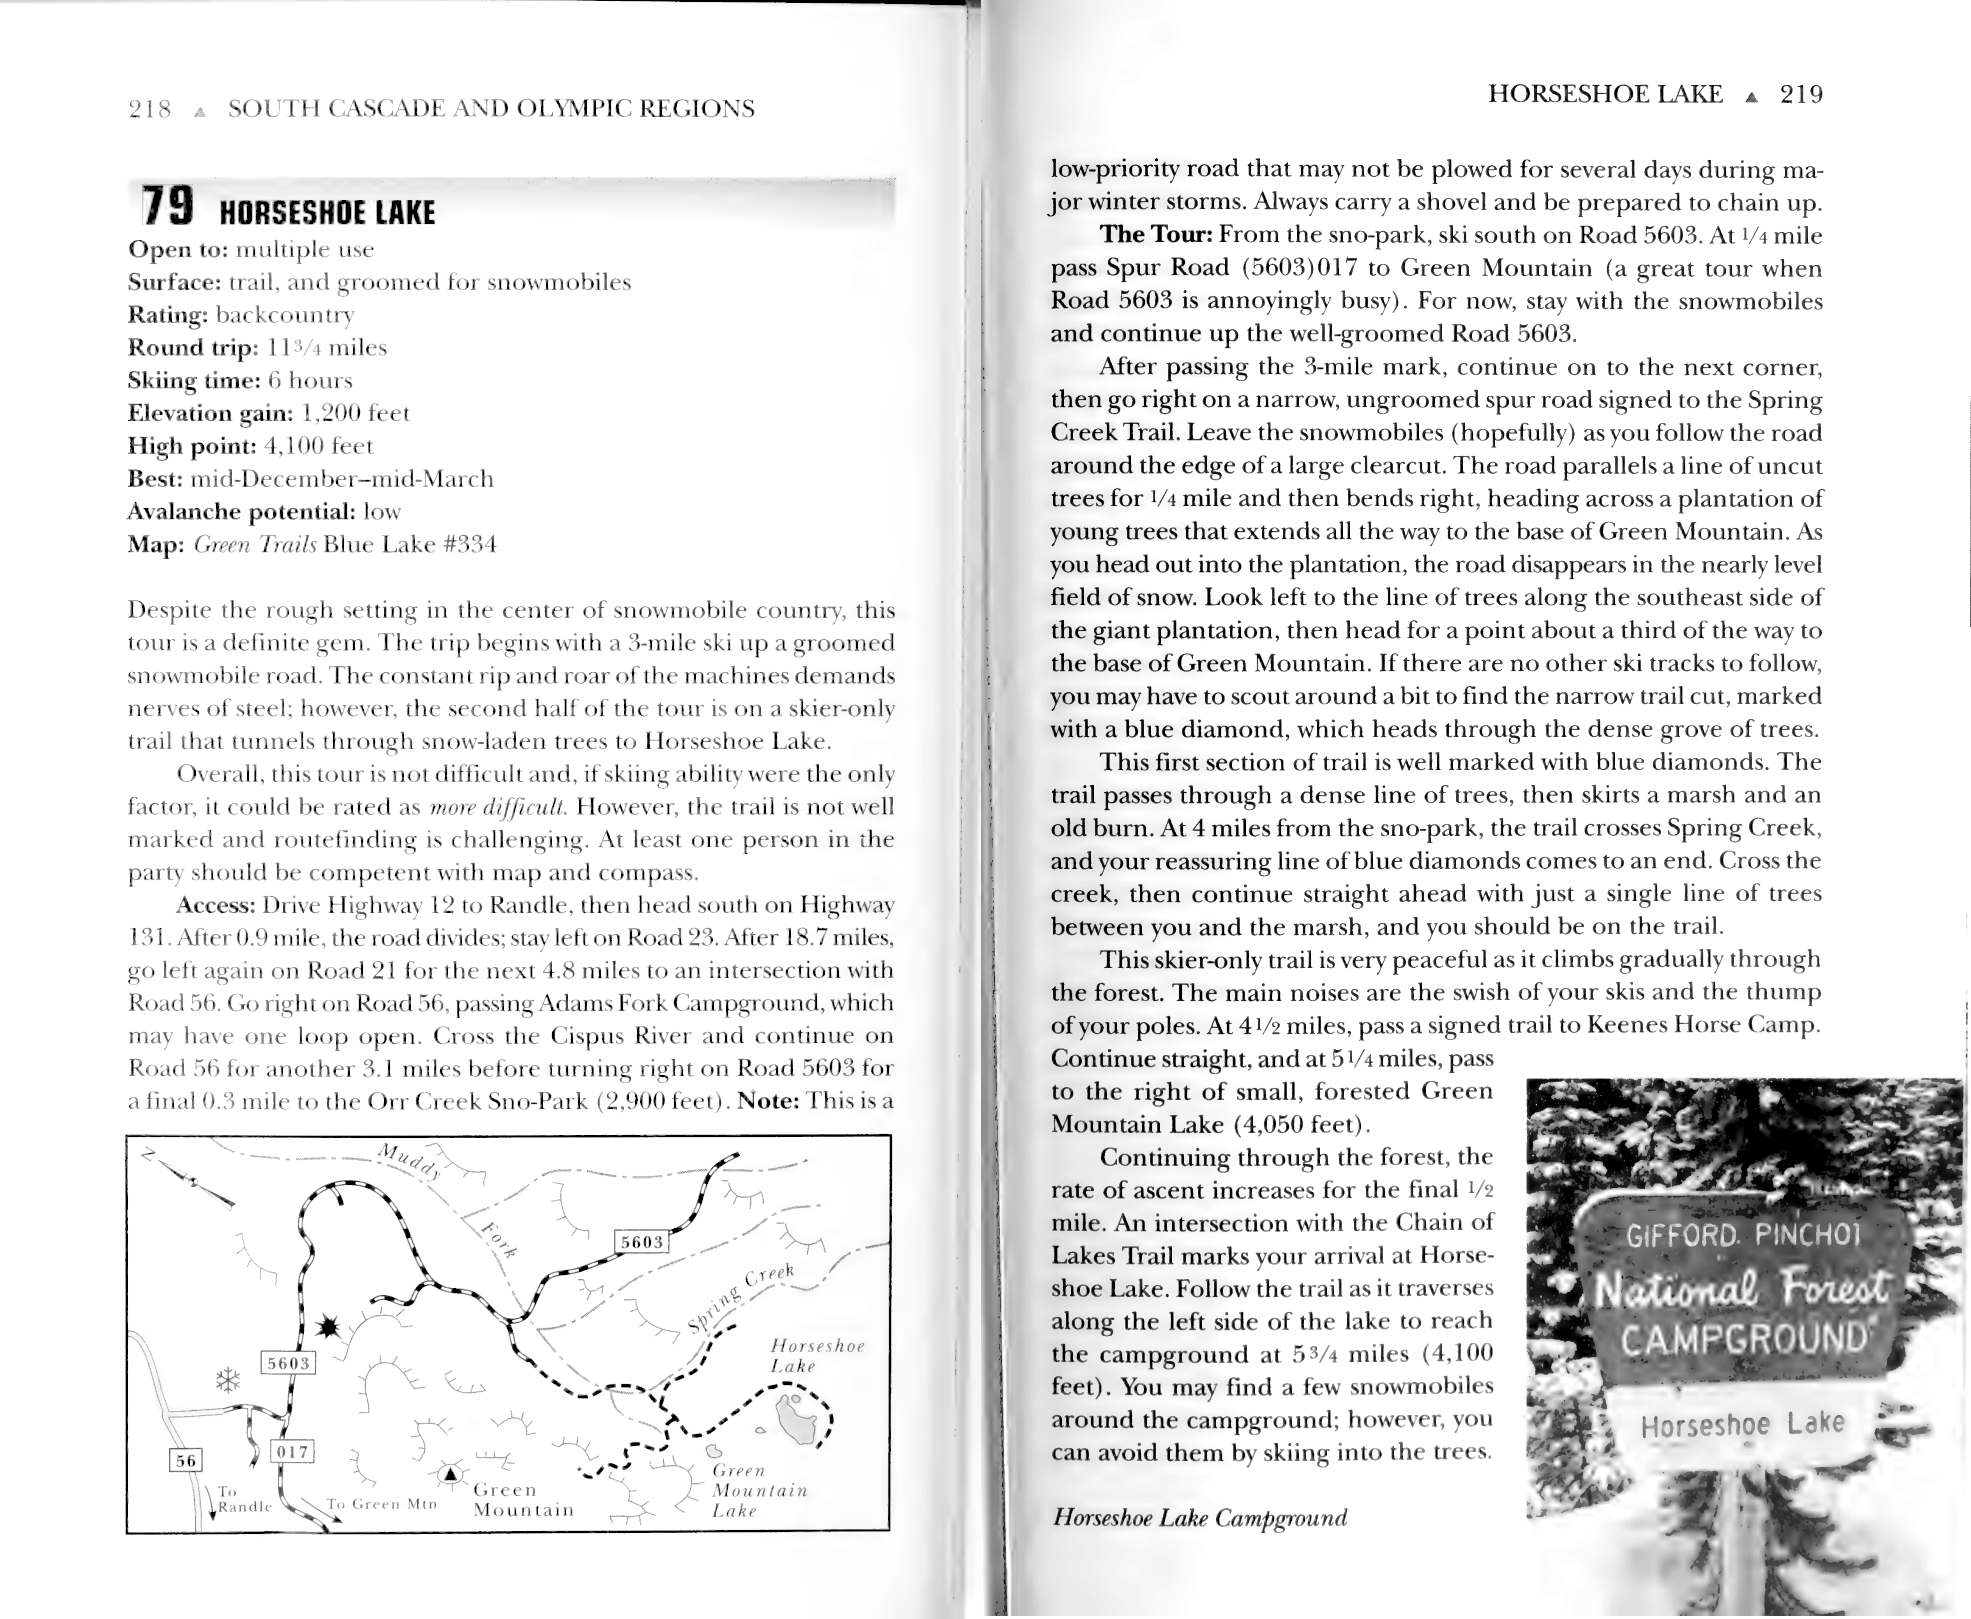 218 ▲ SOUTH CASCADE AND OLYMPIC REGIONS
79 HORSESHOE LAKE
Open to: multiple use
Surface: trail, and groomed for snowmobiles
Rating: backcountry
Round trip: 11 3/4 miles
Skiing time: 6 hours
Elevation gain: 1,200 feet
High point: 4,100 feet
Best: mid-December–mid-March
Avalanche potential: low
Map: Green Trails Blue Lake #334
Despite the rough setting in the center of snowmobile country, this
tour is a definite gem. The trip begins with a 3-mile ski up a groomed
snowmobile road. The constant rip and roar of the machines demands
nerves of steel; however, the second half of the tour is on a skier-only
trail that tunnels through snow-laden trees to Horseshoe Lake.
Overall, this tour is not difficult and, if skiing ability were the only
factor, it could be rated as more difficult. However, the trail is not well
marked and routefinding is challenging. At least one person in the
party should be competent with map and compass.
Access: Drive Highway 12 to Randle, then head south on Highway
131. After 0.9 mile, the road divides; stay left on Road 23. After 18.7 miles,
go left again on Road 21 for the next 4.8 miles to an intersection with
Road 56. Go right on Road 56, passing Adams Fork Campground, which
may have one loop open. Cross the Cispus River and continue on
Road 56 for another 3.1 miles before turning right on Road 5603 for
a final 0.3 mile to the Orr Creek Sno-Park (2,900 feet). Note: This is a
N
Muddy
Fork
5603
Spring Creek
Horseshoe
Lake
5603
56
017
To
Randle
To Green Mtn
Green
Mountain
Green
Mountain
Lake
HORSESHOE LAKE ▲ 219
low-priority road that may not be plowed for several days during ma-
jor winter storms. Always carry a shovel and be prepared to chain up.
The Tour: From the sno-park, ski south on Road 5603. At 1/4 mile
pass Spur Road (5603)017 to Green Mountain (a great tour when
Road 5603 is annoyingly busy). For now, stay with the snowmobiles
and continue up the well-groomed Road 5603.
After passing the 3-mile mark, continue on to the next corner,
then go right on a narrow, ungroomed spur road signed to the Spring
Creek Trail. Leave the snowmobiles (hopefully) as you follow the road
around the edge of a large clearcut. The road parallels a line of uncut
trees for 1/4 mile and then bends right, heading across a plantation of
young trees that extends all the way to the base of Green Mountain. As
you head out into the plantation, the road disappears in the nearly level
field of snow. Look left to the line of trees along the southeast side of
the giant plantation, then head for a point about a third of the way to
the base of Green Mountain. If there are no other ski tracks to follow,
you may have to scout around a bit to find the narrow trail cut, marked
with a blue diamond, which heads through the dense grove of trees.
This first section of trail is well marked with blue diamonds. The
trail passes through a dense line of trees, then skirts a marsh and an
old burn. At 4 miles from the sno-park, the trail crosses Spring Creek,
and your reassuring line of blue diamonds comes to an end. Cross the
creek, then continue straight ahead with just a single line of trees
between you and the marsh, and you should be on the trail.
This skier-only trail is very peaceful as it climbs gradually through
the forest. The main noises are the swish of your skis and the thump
of your poles. At 4 1/2 miles, pass a signed trail to Keenes Horse Camp.
Continue straight, and at 5 1/4 miles, pass
to the right of small, forested Green
Mountain Lake (4,050 feet).
Continuing through the forest, the
rate of ascent increases for the final 1/2
mile. An intersection with the Chain of
Lakes Trail marks your arrival at Horse-
shoe Lake. Follow the trail as it traverses
along the left side of the lake to reach
the campground at 5 3/4 miles (4,100
feet). You may find a few snowmobiles
around the campground; however, you
can avoid them by skiing into the trees.
Horseshoe Lake Campground
GIFFORD PINCHOT
National Forest
CAMPGROUND
Horseshoe Lake